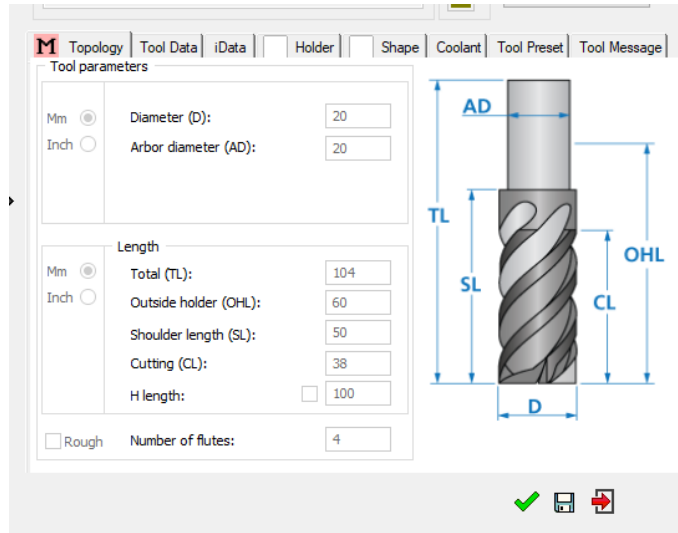 M Topology Tool Data iData Holder Shape Coolant Tool Preset Tool Message
Tool parameters
Mm Diameter (D): 20
Inch Arbor diameter (AD): 20
Length
Mm Total (TL): 104
Inch Outside holder (OHL): 60
Shoulder length (SL): 50
Cutting (CL): 38
H length: 100
Rough Number of flutes: 4
AD
TL
OHL
SL
CL
D